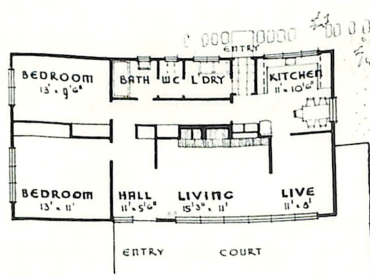 ENTRY
BEDROOM BATH WC L'DRY KITCHEN
13' x 9'6" 11' x 10'6"
BEDROOM HALL LIVING LIVE
13' x 11' 11' x 5'6" 15'3" x 11' 11' x 8'
ENTRY COURT